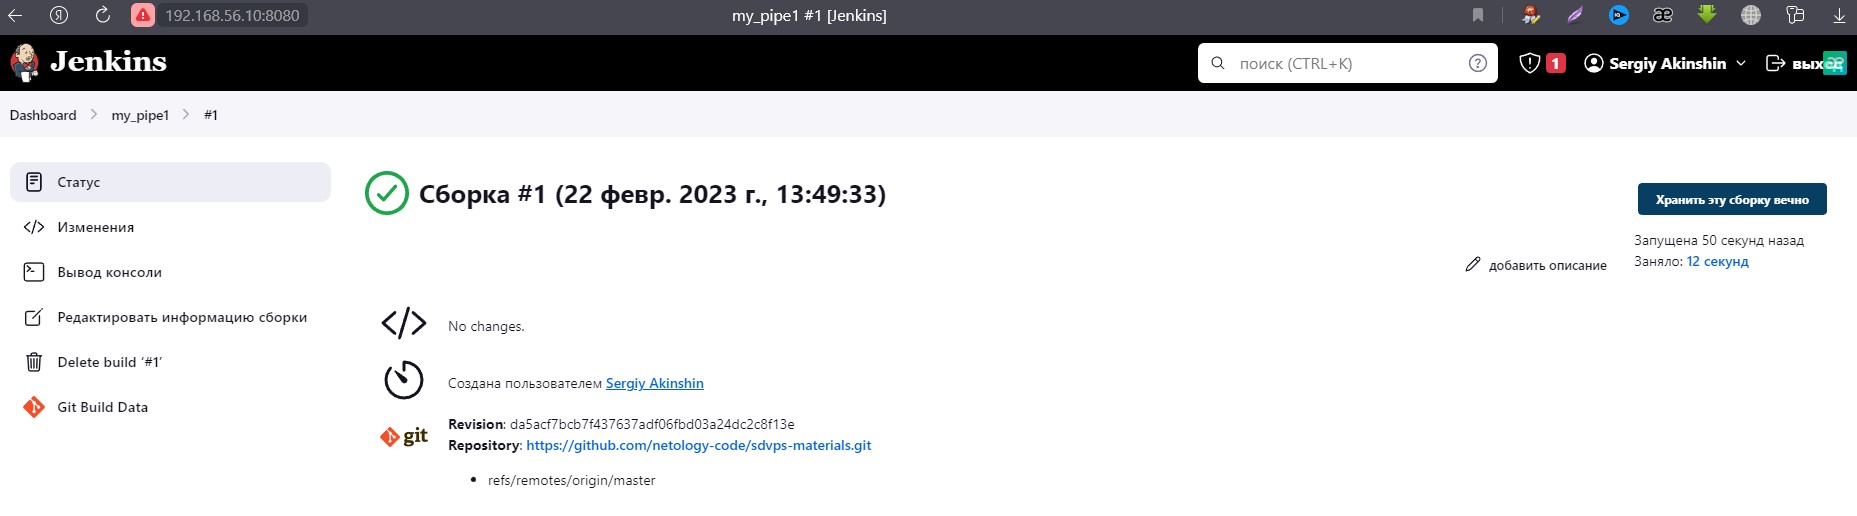 192.168.56.10:8080
my_pipe1 #1 [Jenkins]
Jenkins
поиск (CTRL+K)
1
Sergiy Akinshin
Dashboard
my_pipe1
#1
Статус
Изменения
Вывод консоли
Редактировать информацию сборки
Delete build ‘#1’
Git Build Data
Сборка #1 (22 февр. 2023 г., 13:49:33)
Хранить эту сборку вечно
Запущена 50 секунд назад
Заняло: 12 секунд
добавить описание
No changes.
Создана пользователем Sergiy Akinshin
git
Revision: da5acf7bcb7f437637adf06fbd03a24dc2c8f13e
Repository: https://github.com/netology-code/sdvps-materials.git
refs/remotes/origin/master